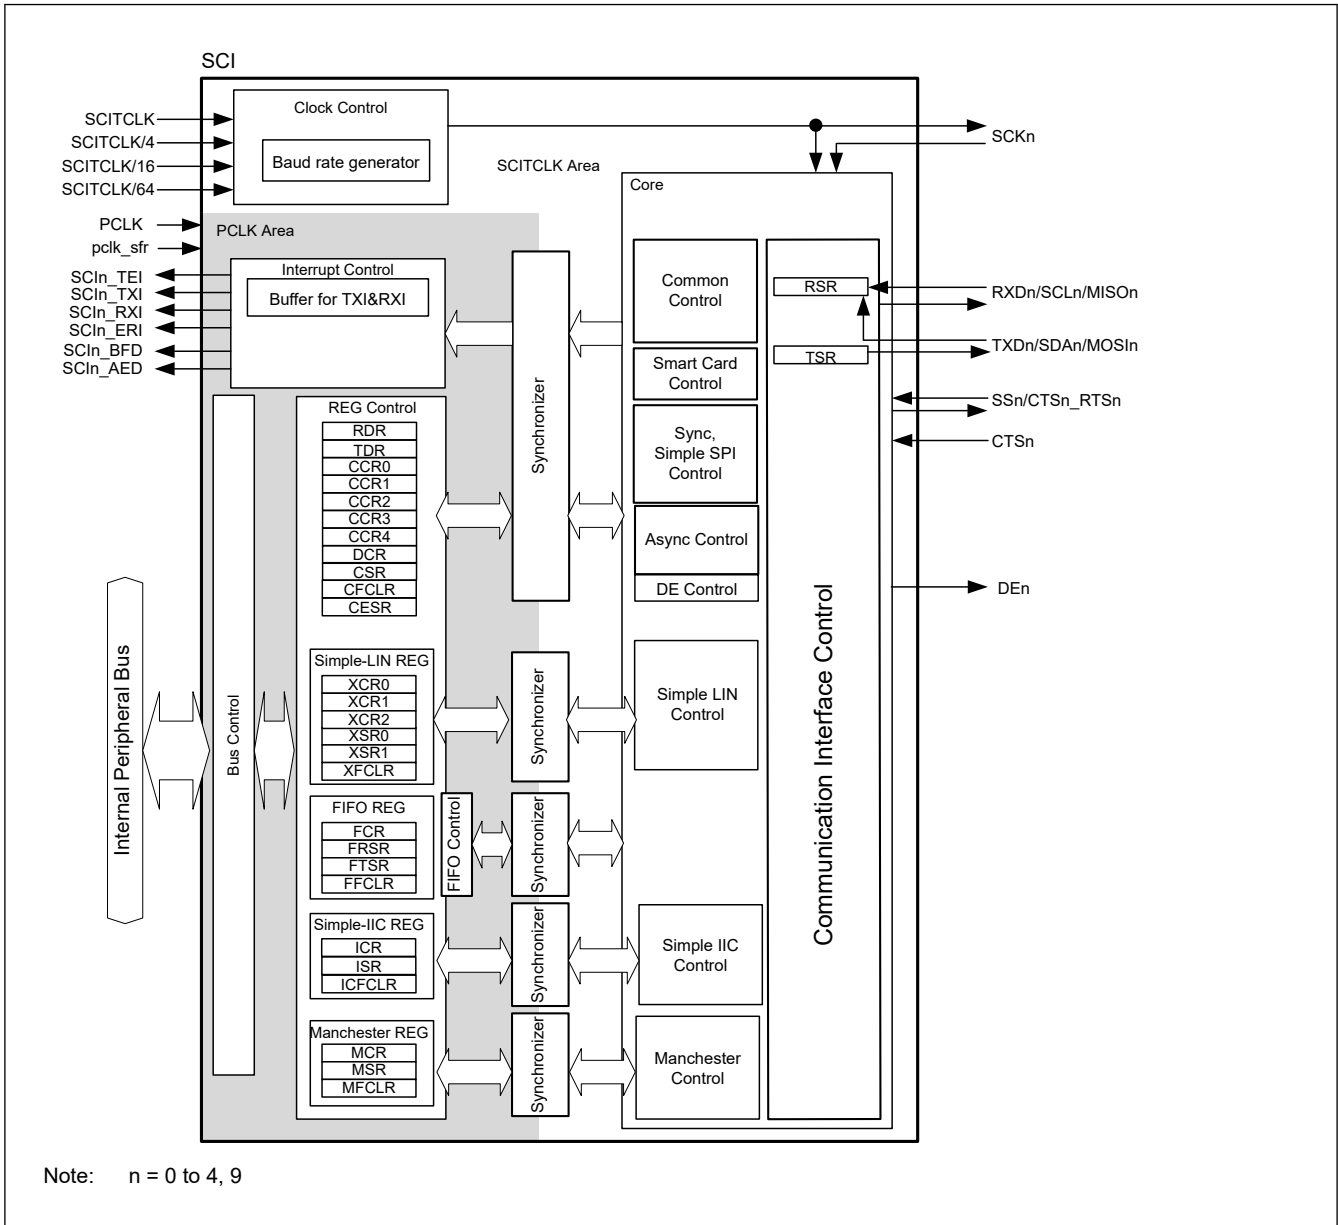 SCI
Clock Control
Baud rate generator
SCITCLK
SCITCLK/4
SCITCLK/16
SCITCLK/64
SCKn
SCITCLK Area
Core
PCLK
pclk_sfr
PCLK Area
SCIn_TEI
SCIn_TXI
SCIn_RXI
SCIn_ERI
SCIn_BFD
SCIn_AED
Interrupt Control
Buffer for TXI&RXI
Synchronizer
Common
Control
Smart Card
Control
Sync,
Simple SPI
Control
Async Control
DE Control
RSR
TSR
RXDn/SCLn/MISOn
TXDn/SDAn/MOSIn
SSn/CTSn_RTSn
CTSn
DEn
REG Control
RDR
TDR
CCR0
CCR1
CCR2
CCR3
CCR4
DCR
CSR
CFCLR
CESR
Internal Peripheral Bus
Bus Control
Simple-LIN REG
XCR0
XCR1
XCR2
XSR0
XSR1
XFCLR
Synchronizer
Simple LIN
Control
Communication Interface Control
FIFO REG
FCR
FRSR
FTSR
FFCLR
FIFO Control
Synchronizer
Simple-IIC REG
ICR
ISR
ICFCLR
Synchronizer
Simple IIC
Control
Manchester REG
MCR
MSR
MFCLR
Synchronizer
Manchester
Control
Note: n = 0 to 4, 9